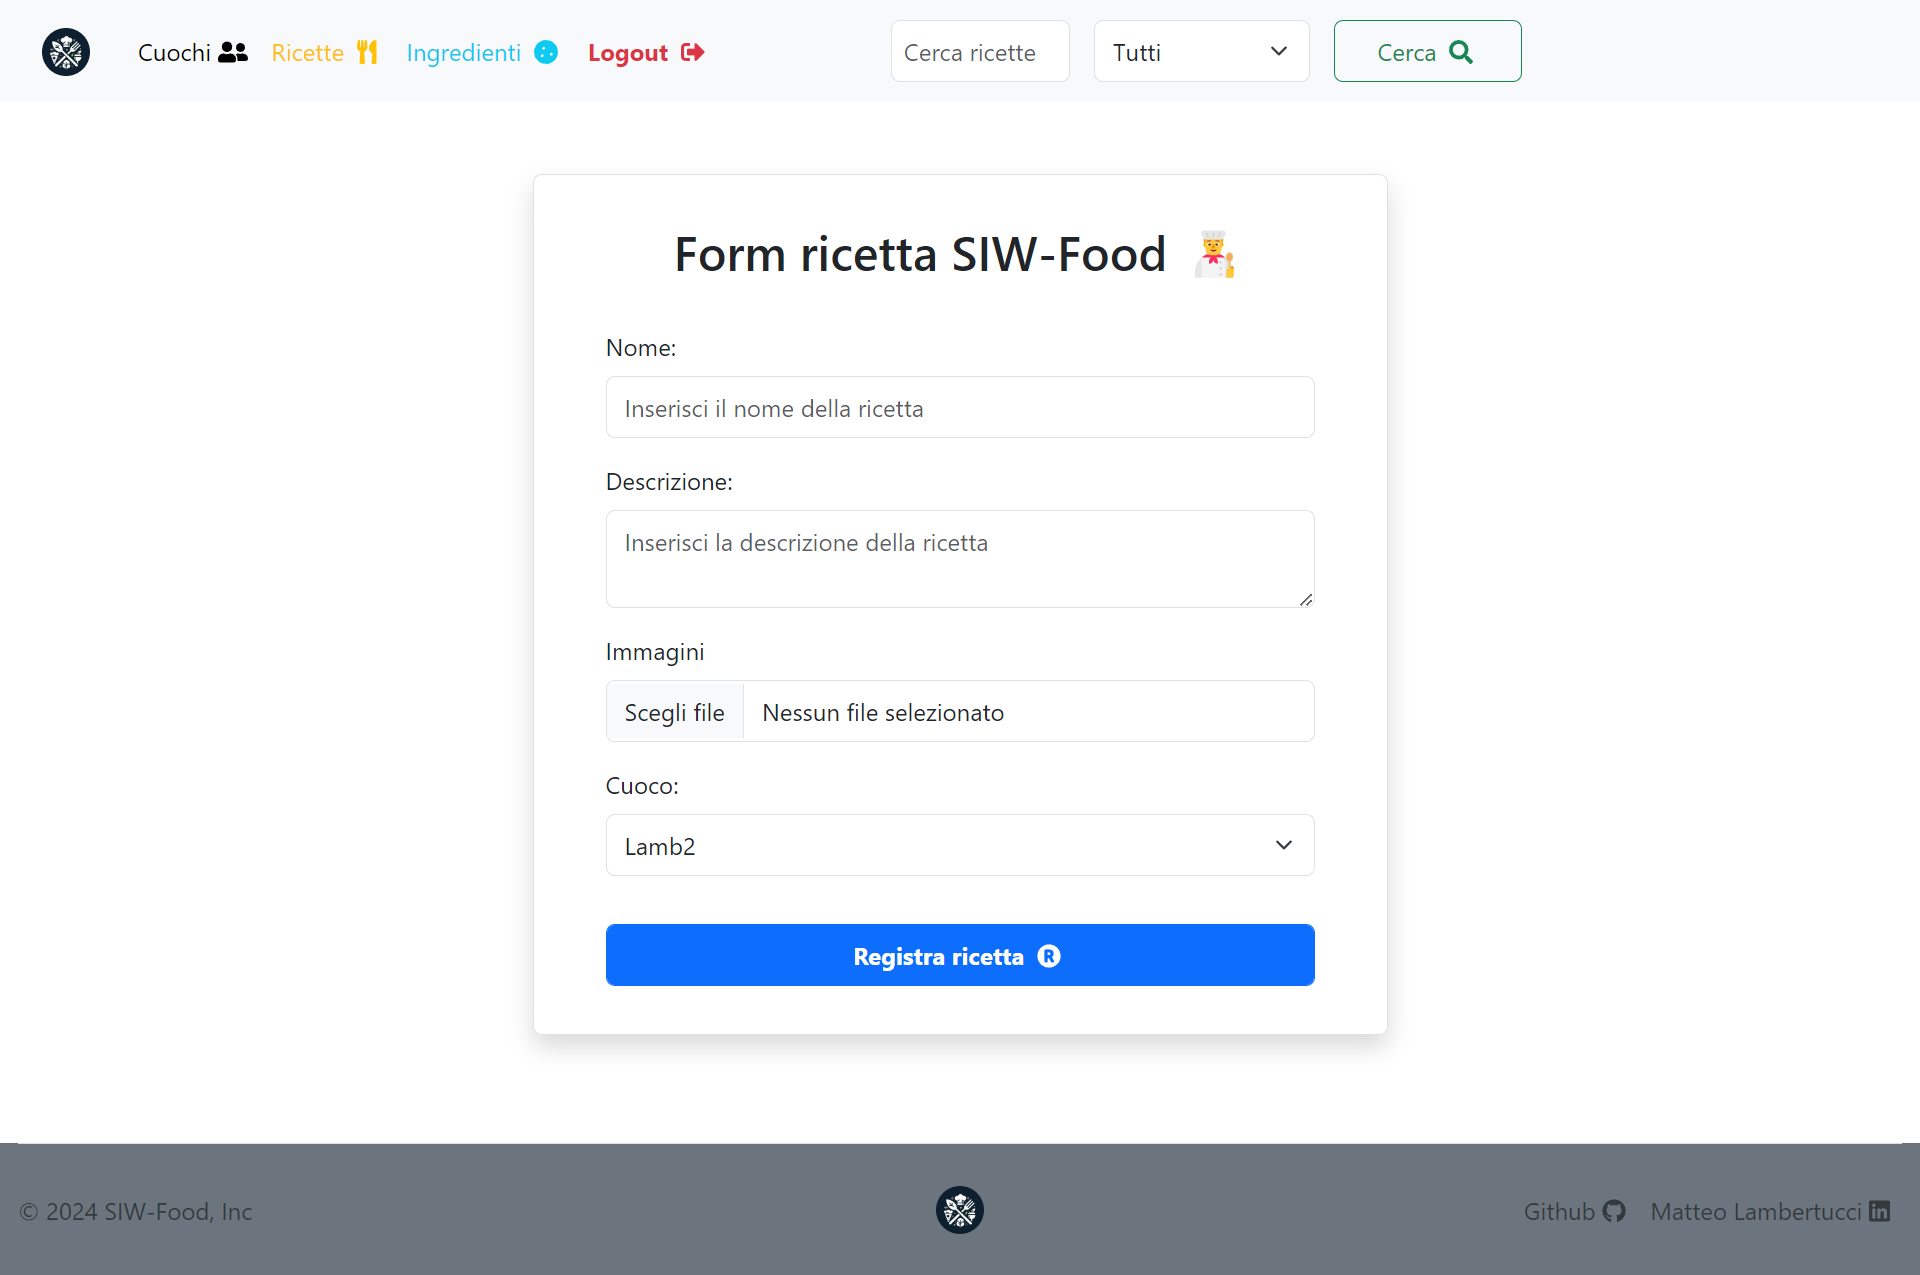 Cuochi Ricette Ingredienti Logout Cerca ricette Tutti Cerca
Form ricetta SIW-Food
Nome:
Inserisci il nome della ricetta
Descrizione:
Inserisci la descrizione della ricetta
Immagini
Scegli file Nessun file selezionato
Cuoco:
Lamb2
Registra ricetta R
© 2024 SIW-Food, Inc Github Matteo Lambertucci